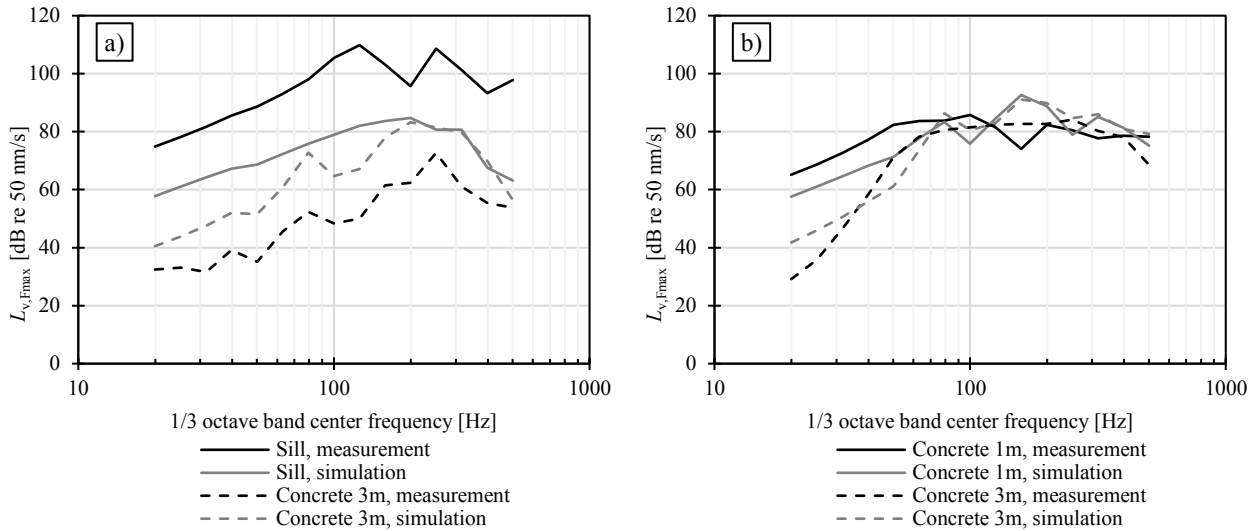 a)
120
100
80
60
40
20
0
L_v,Fmax [dB re 50 nm/s]
10 100 1000
1/3 octave band center frequency [Hz]
Sill, measurement
Sill, simulation
Concrete 3m, measurement
Concrete 3m, simulation
b)
120
100
80
60
40
20
0
L_v,Fmax [dB re 50 nm/s]
10 100 1000
1/3 octave band center frequency [Hz]
Concrete 1m, measurement
Concrete 1m, simulation
Concrete 3m, measurement
Concrete 3m, simulation